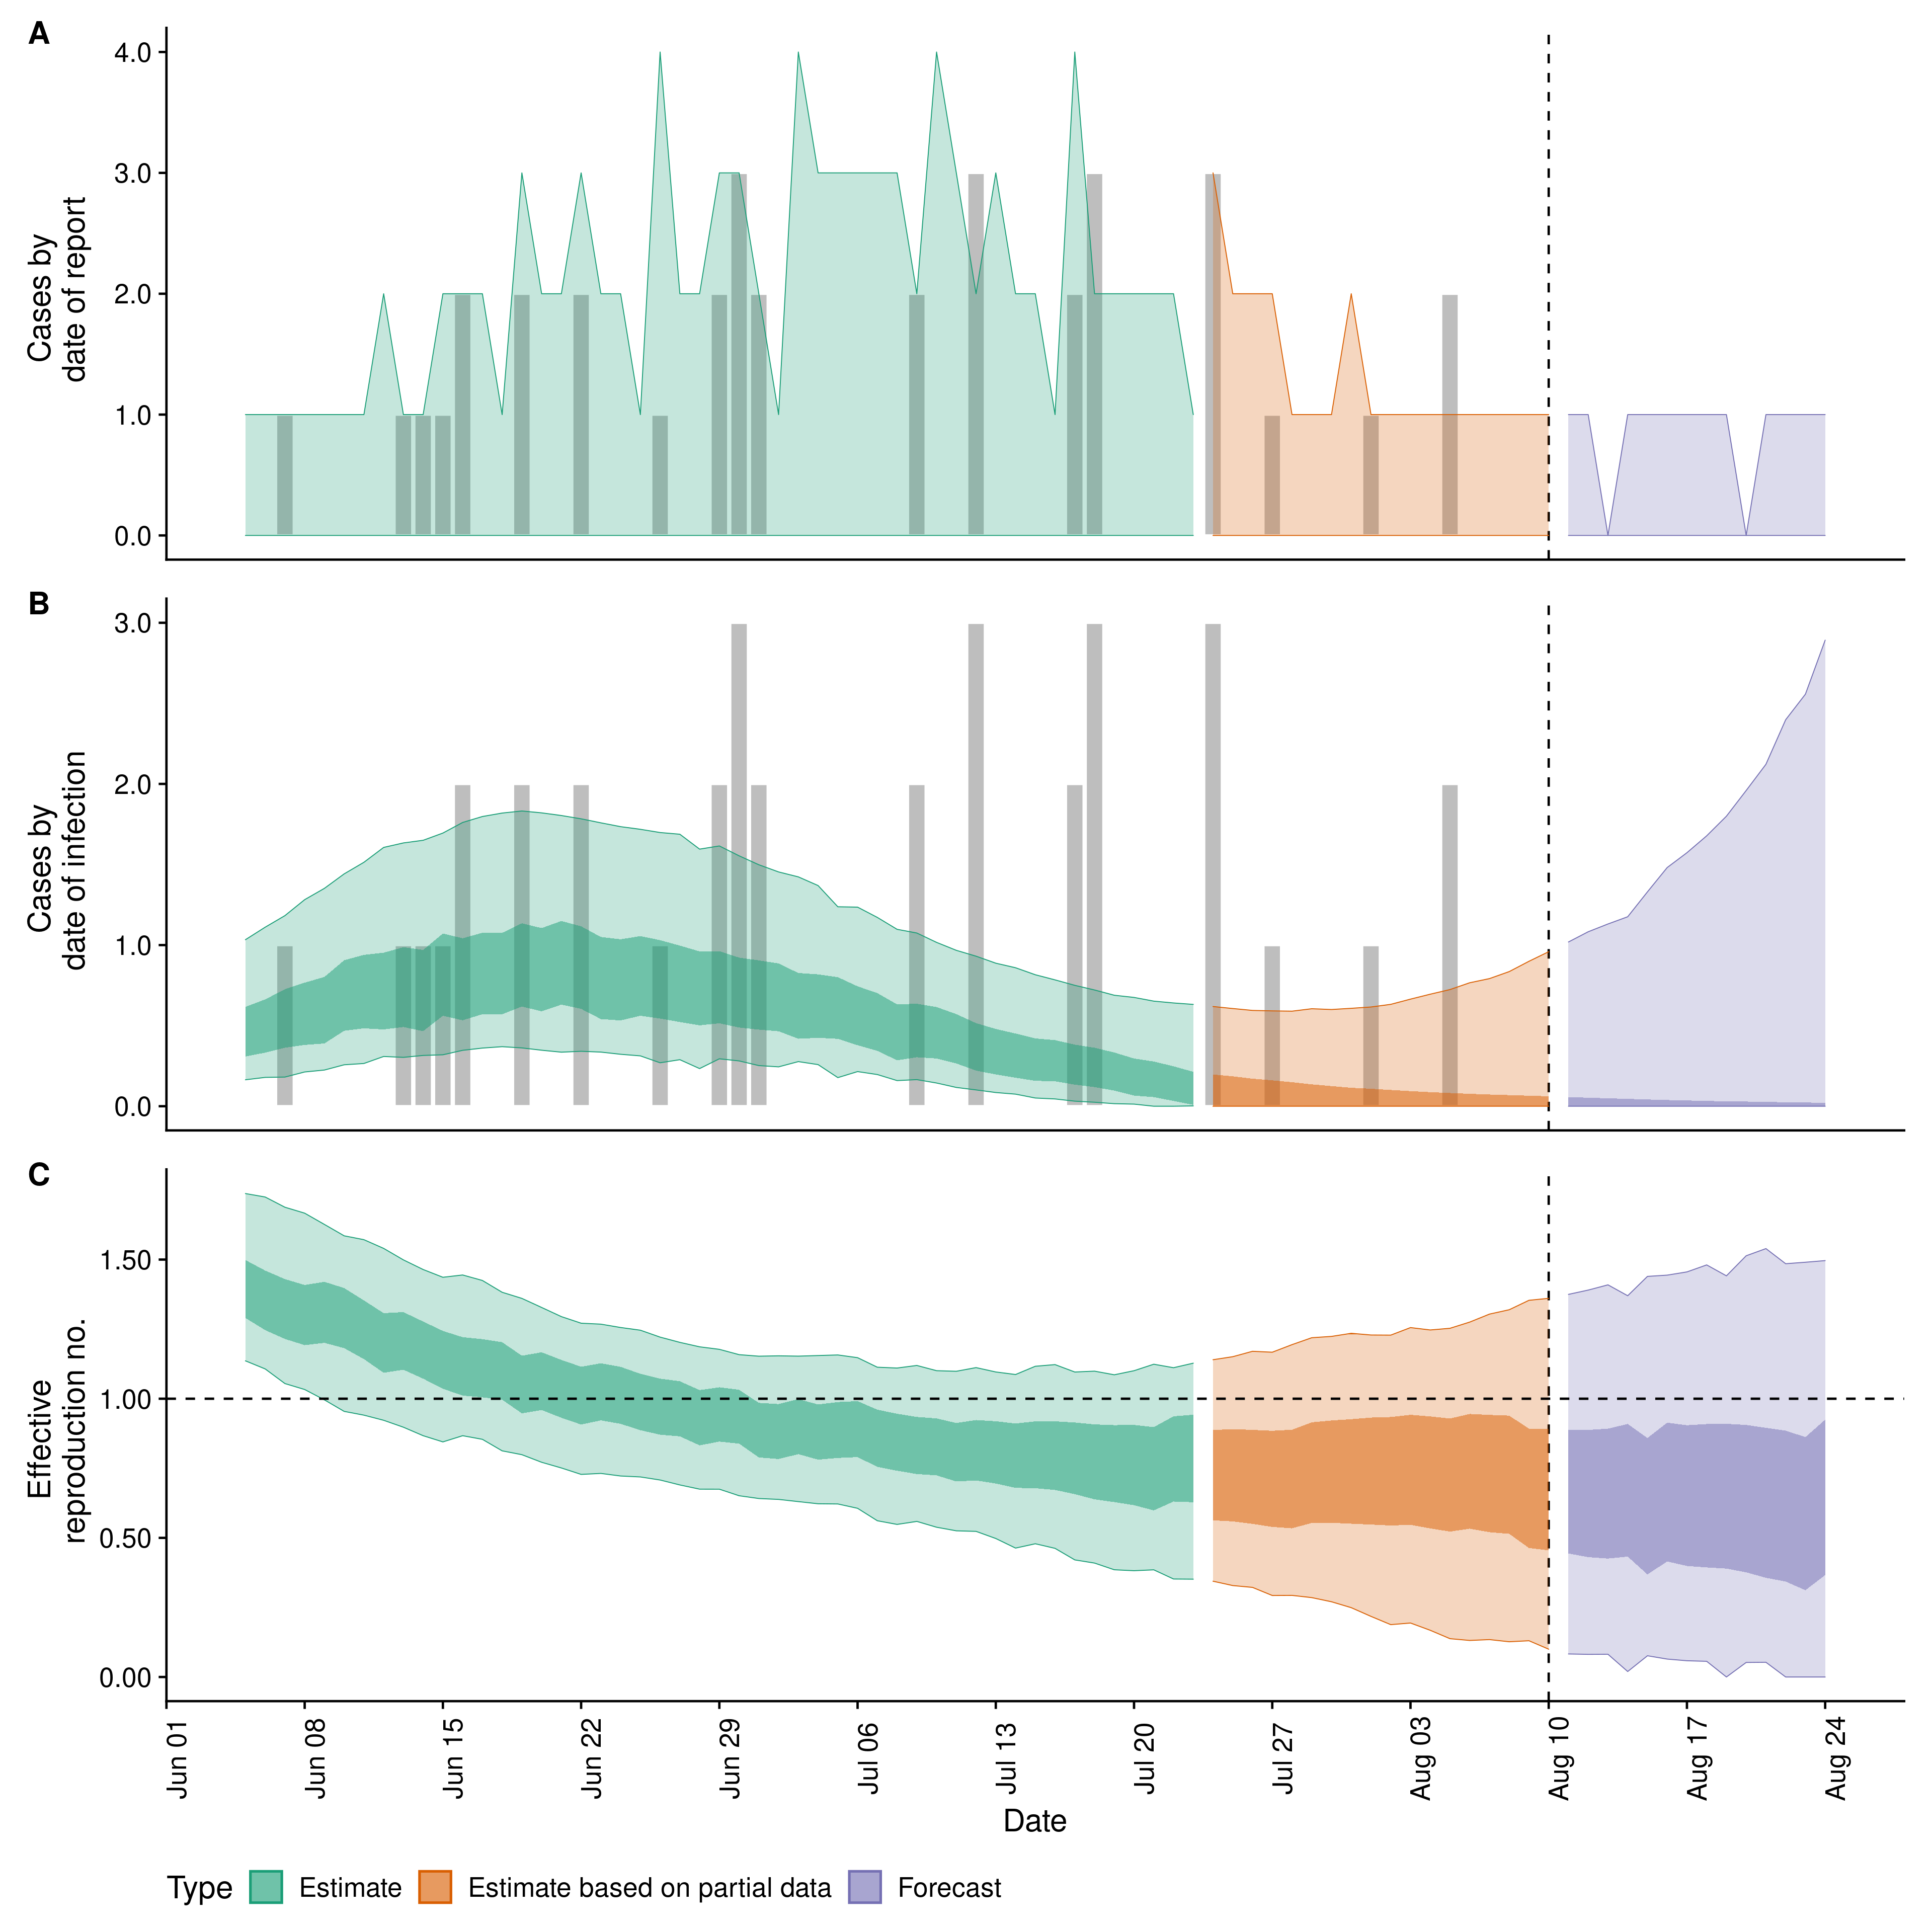 A
Cases by
date of report
4.0
3.0
2.0
1.0
0.0
B
Cases by
date of infection
3.0
2.0
1.0
0.0
C
Effective
reproduction no.
1.50
1.00
0.50
0.00
Jun 01
Jun 08
Jun 15
Jun 22
Jun 29
Jul 06
Jul 13
Jul 20
Jul 27
Aug 03
Aug 10
Aug 17
Aug 24
Date
Type Estimate Estimate based on partial data Forecast